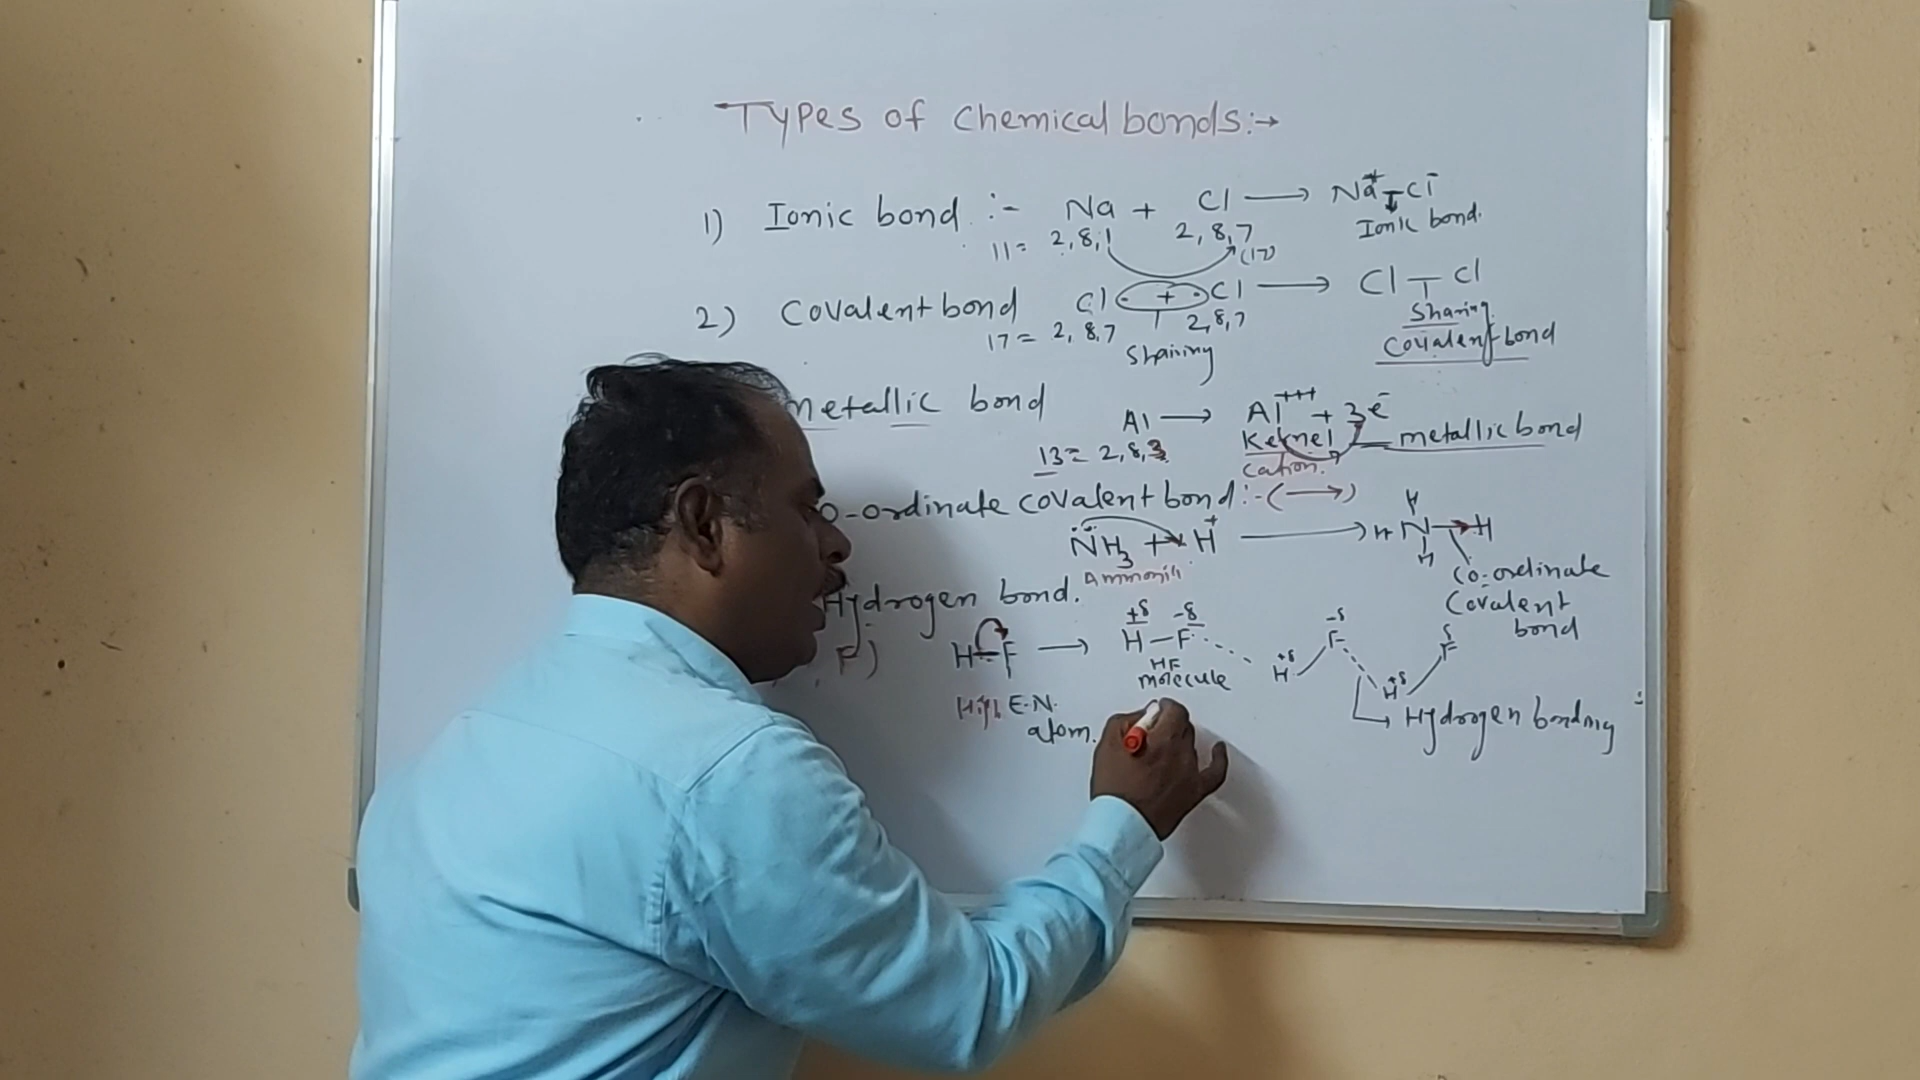 Types of chemical bonds:→
1) Ionic bond :- Na + Cl → Na⁺–Cl⁻
11 = 2,8,1 2,8,7 (17) Ionic bond.
2) Covalent bond Cl · + · Cl → Cl – Cl
17 = 2,8,7 2,8,7 Sharing
Sharing Covalent bond
metallic bond Al → Al⁺⁺⁺ + 3e⁻
13 = 2,8,3 Kernel metallic bond
cation.
o-ordinate covalent bond :- (→)
N̈H₃ + H⁺ → H N → H
H
H
Ammonia
Co-ordinate
Covalent
bond
Hydrogen bond.
F) H–F → H–F H F H F
+δ -δ +δ -δ +δ δ
HF
molecule
High E.N.
atom.
Hydrogen bonding